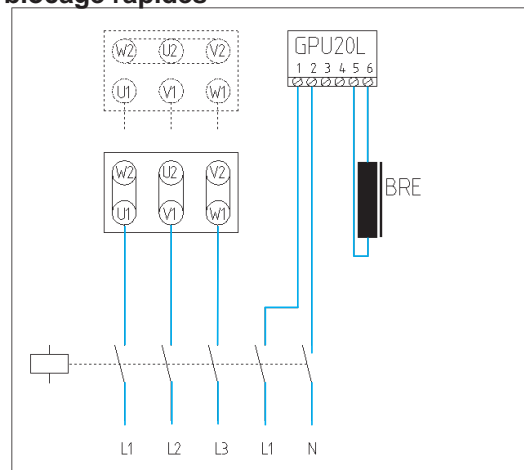 blocage rapides
W2 U2 V2
U1 V1 W1
GPU20L
1 2 3 4 5 6
W2 U2 V2
U1 V1 W1
BRE
L1 L2 L3 L1 N